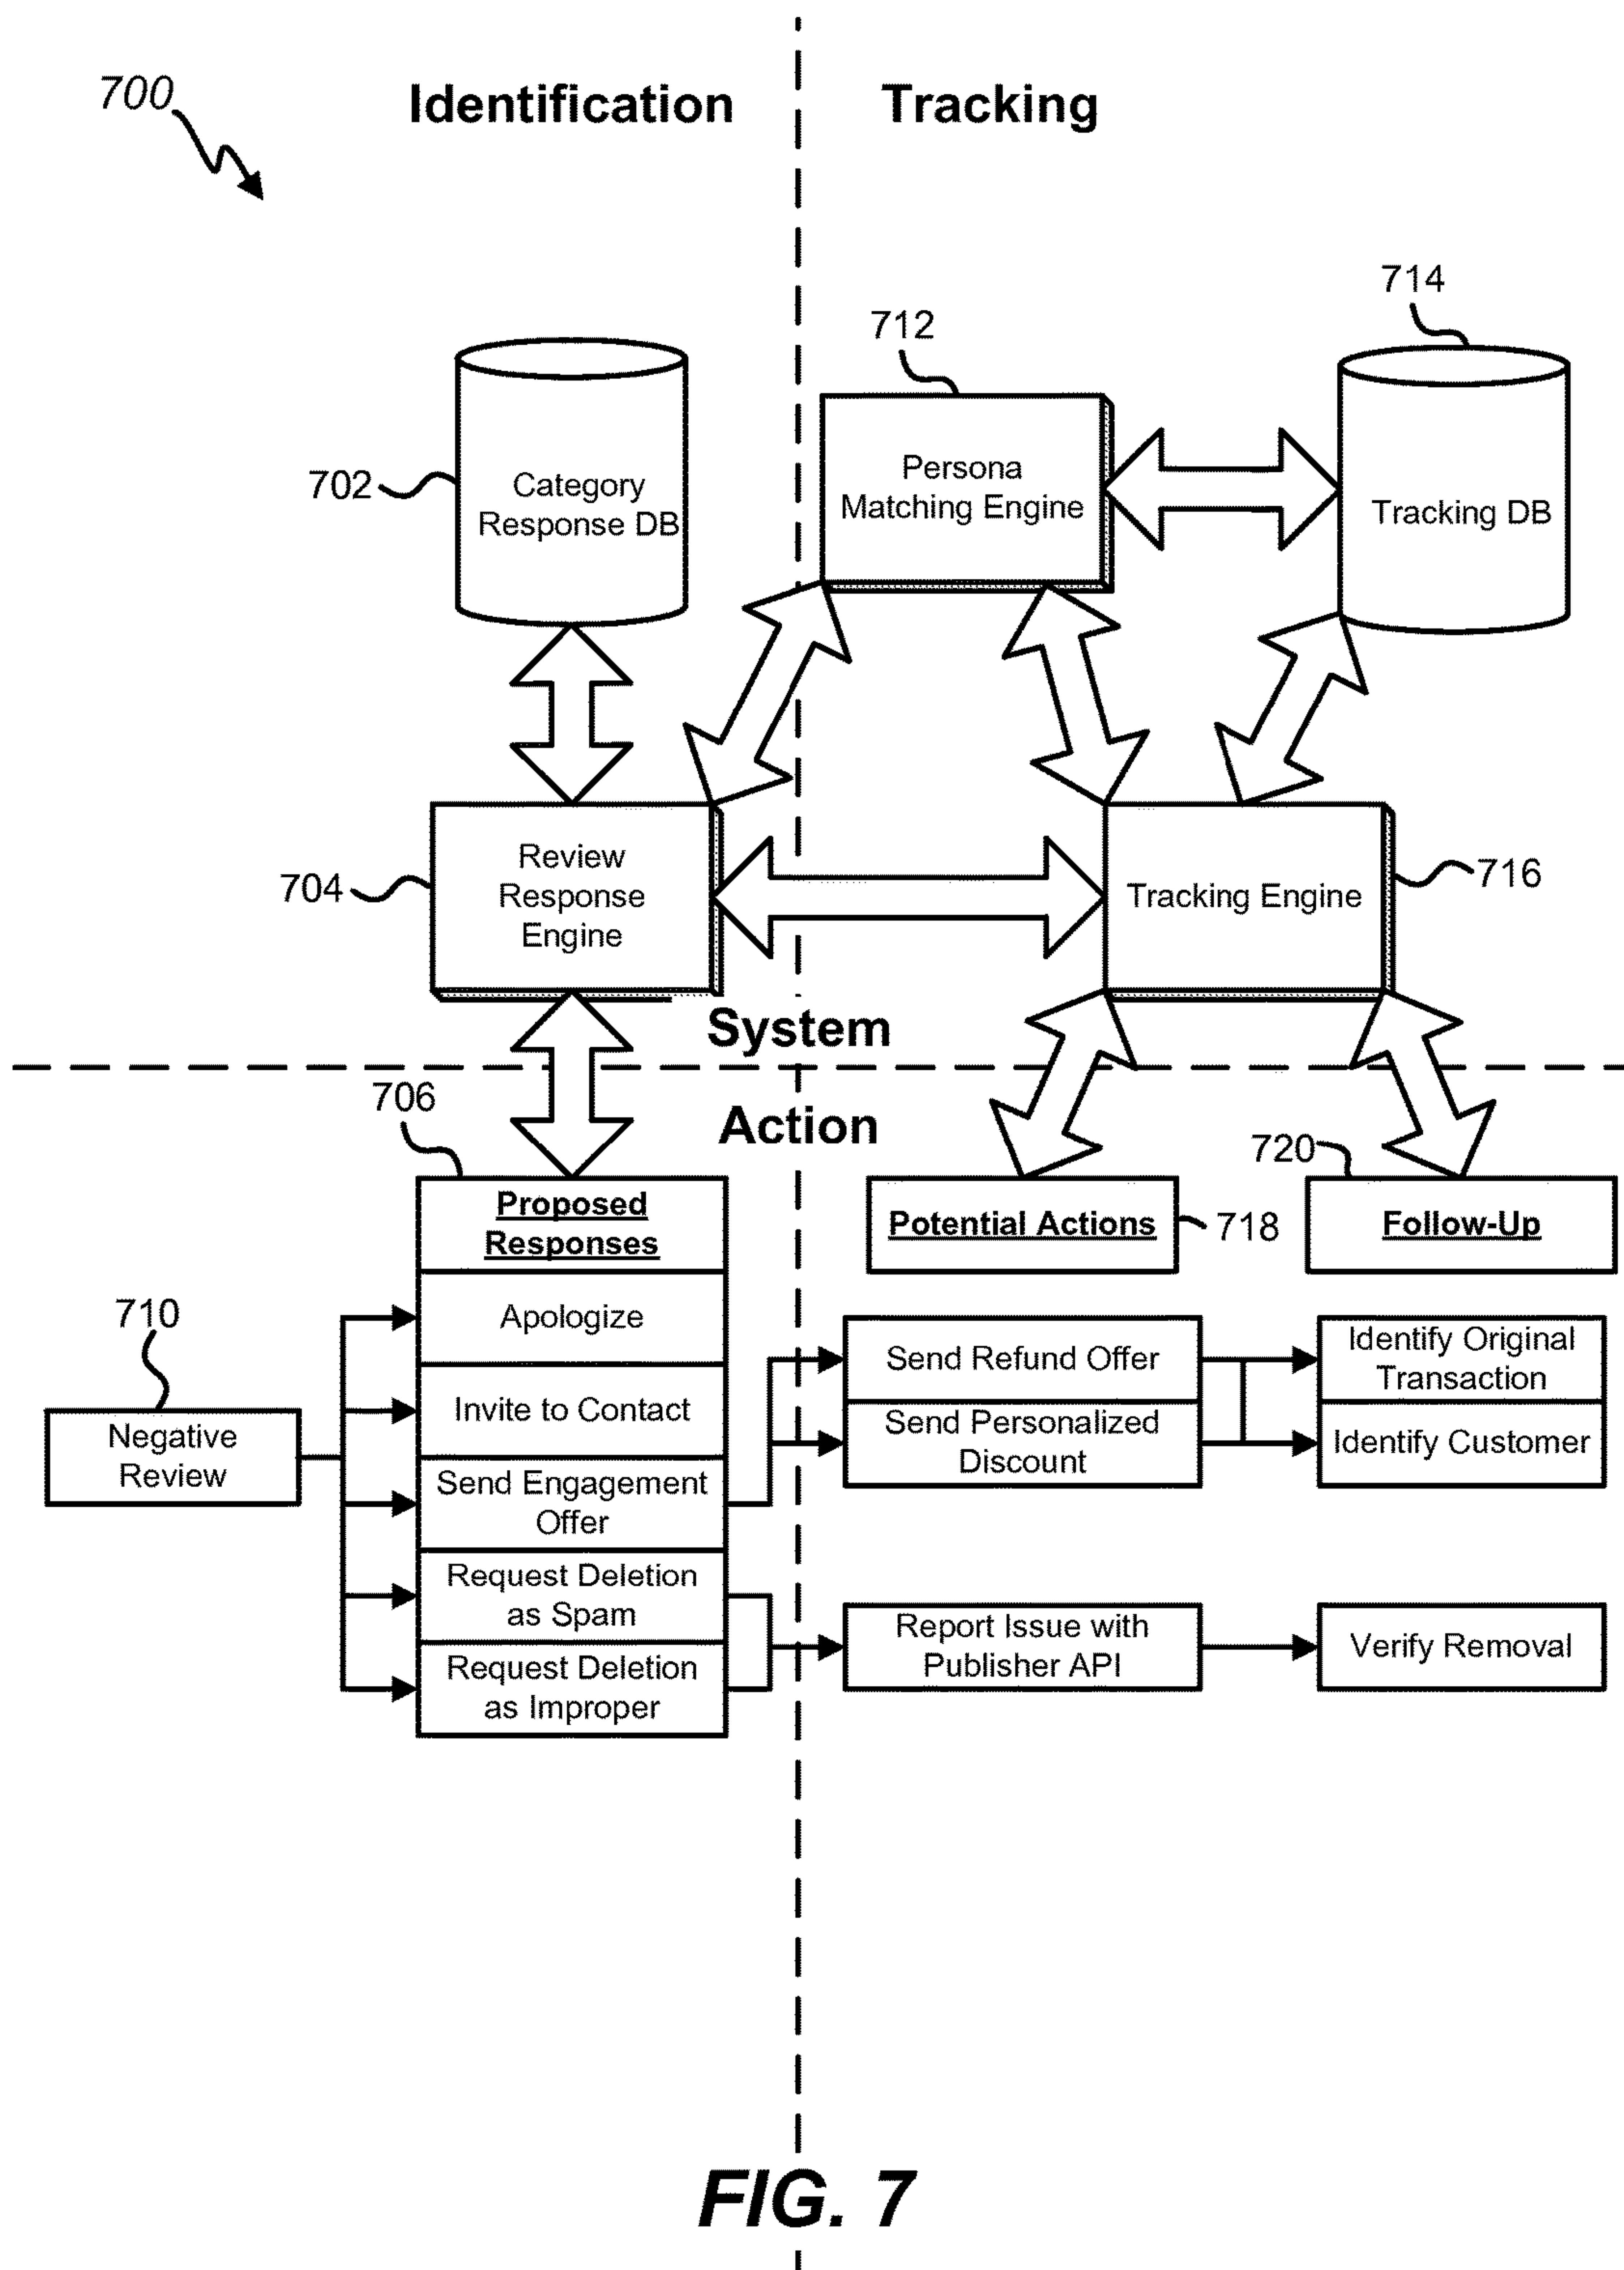 700
Identification
Tracking
714
712
702
Category
Response DB
Persona
Matching Engine
Tracking DB
704
Review
Response
Engine
Tracking Engine
716
System
Action
706
Proposed
Responses
Potential Actions
718
720
Follow-Up
710
Negative
Review
Apologize
Invite to Contact
Send Engagement
Offer
Request Deletion
as Spam
Request Deletion
as Improper
Send Refund Offer
Send Personalized
Discount
Report Issue with
Publisher API
Identify Original
Transaction
Identify Customer
Verify Removal
FIG. 7